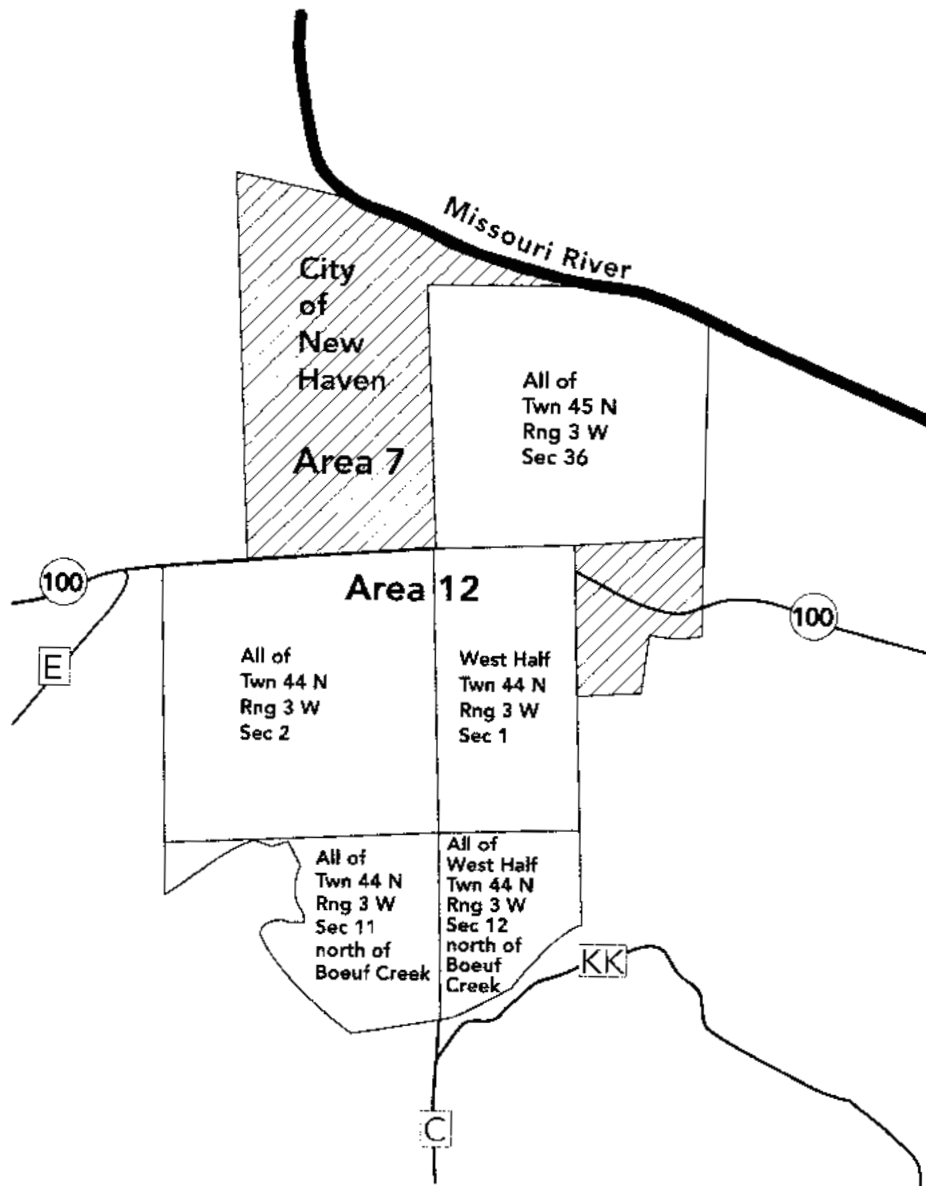 Missouri River
City
of
New
Haven
Area 7
All of
Twn 45 N
Rng 3 W
Sec 36
100
Area 12
100
E
All of
Twn 44 N
Rng 3 W
Sec 2
West Half
Twn 44 N
Rng 3 W
Sec 1
All of
Twn 44 N
Rng 3 W
Sec 11
north of
Boeuf Creek
All of
West Half
Twn 44 N
Rng 3 W
Sec 12
north of
Boeuf
Creek
KK
C